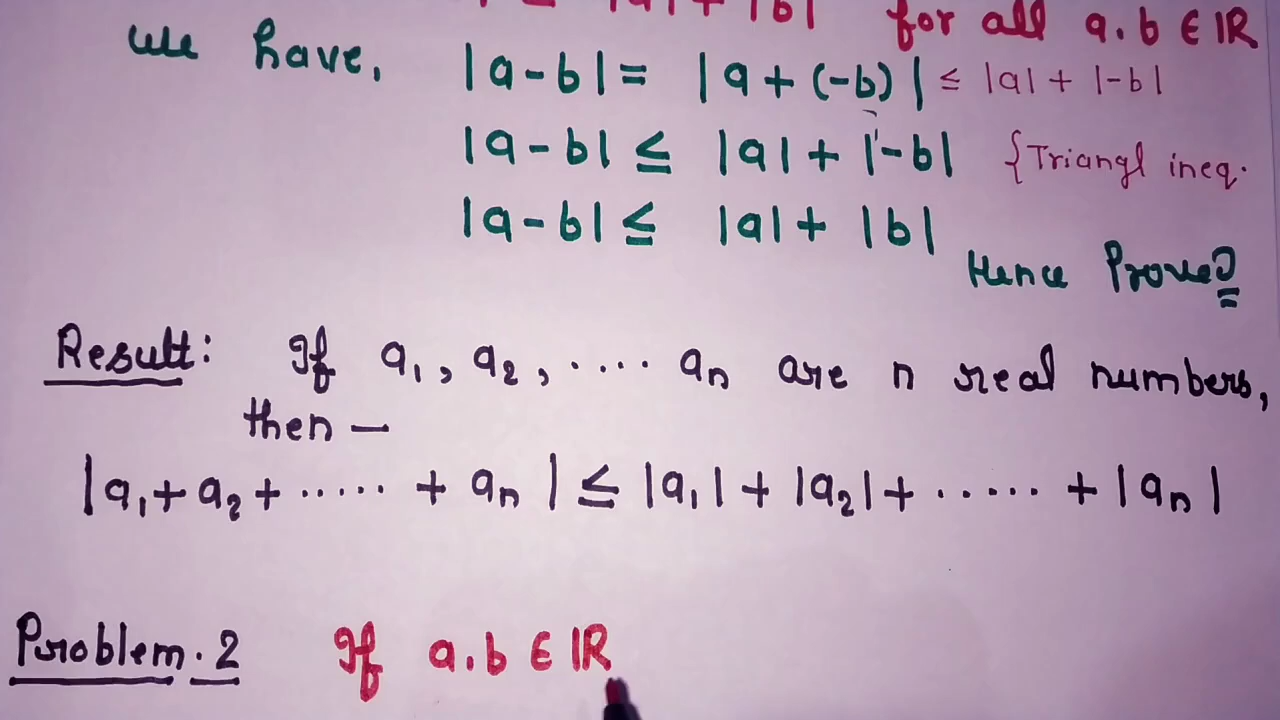 ≤ |a| + |b| for all a.b ∈ IR
We have, |a-b| = |a + (-b)| ≤ |a| + |-b|
|a-b| ≤ |a| + |-b| {Triangl ineq.
|a-b| ≤ |a| + |b|
Hence Proved
Result: If a₁, a₂, .... aₙ are n real numbers,
then —
|a₁ + a₂ + ..... + aₙ| ≤ |a₁| + |a₂| + ...... + |aₙ|
Problem.2 If a.b ∈ IR